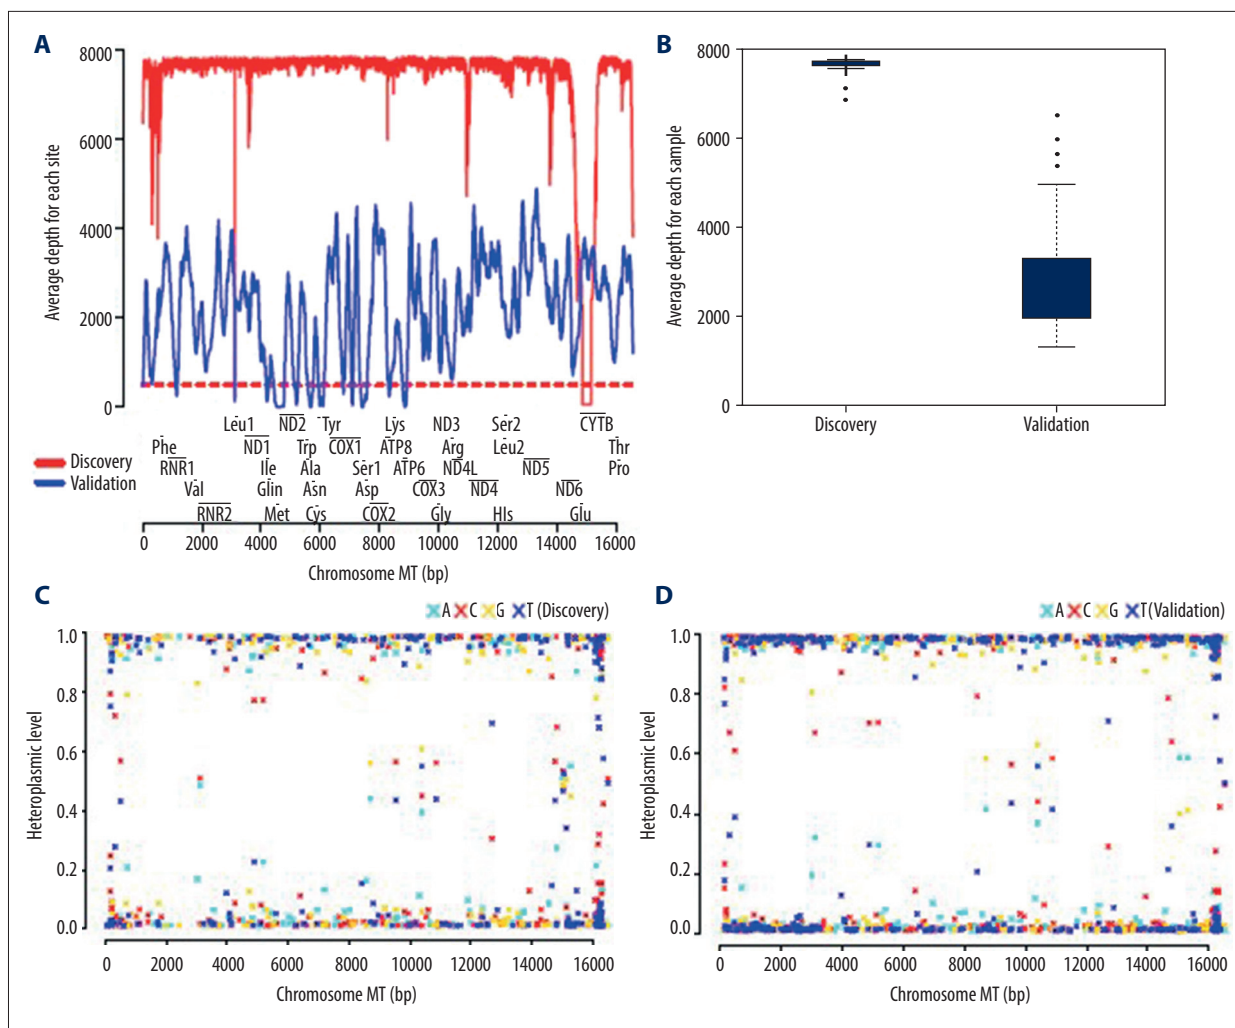 A
8000
6000
4000
2000
0
Average depth for each site
Discovery
Validation
Leu1 ND2 Tyr Lys ND3 Ser2 CYTB
Phe ND1 Trp COX1 ATP8 Arg Leu2 Thr
RNR1 Ile Ala Ser1 ATP6 ND4L ND5 Pro
Val Glin Asn Asp COX3 ND4 ND6
RNR2 Met Cys COX2 Gly HIs Glu
0 2000 4000 6000 8000 10000 12000 14000 16000
Chromosome MT (bp)
B
8000
6000
4000
2000
0
Average depth for each sample
Discovery Validation
C
A C G T (Discovery)
1.0
0.8
0.6
0.4
0.2
0.0
Heteroplasmic level
0 2000 4000 6000 8000 10000 12000 14000 16000
Chromosome MT (bp)
D
A C G T (Validation)
1.0
0.8
0.6
0.4
0.2
0.0
Heteroplasmic level
0 2000 4000 6000 8000 10000 12000 14000 16000
Chromosome MT (bp)